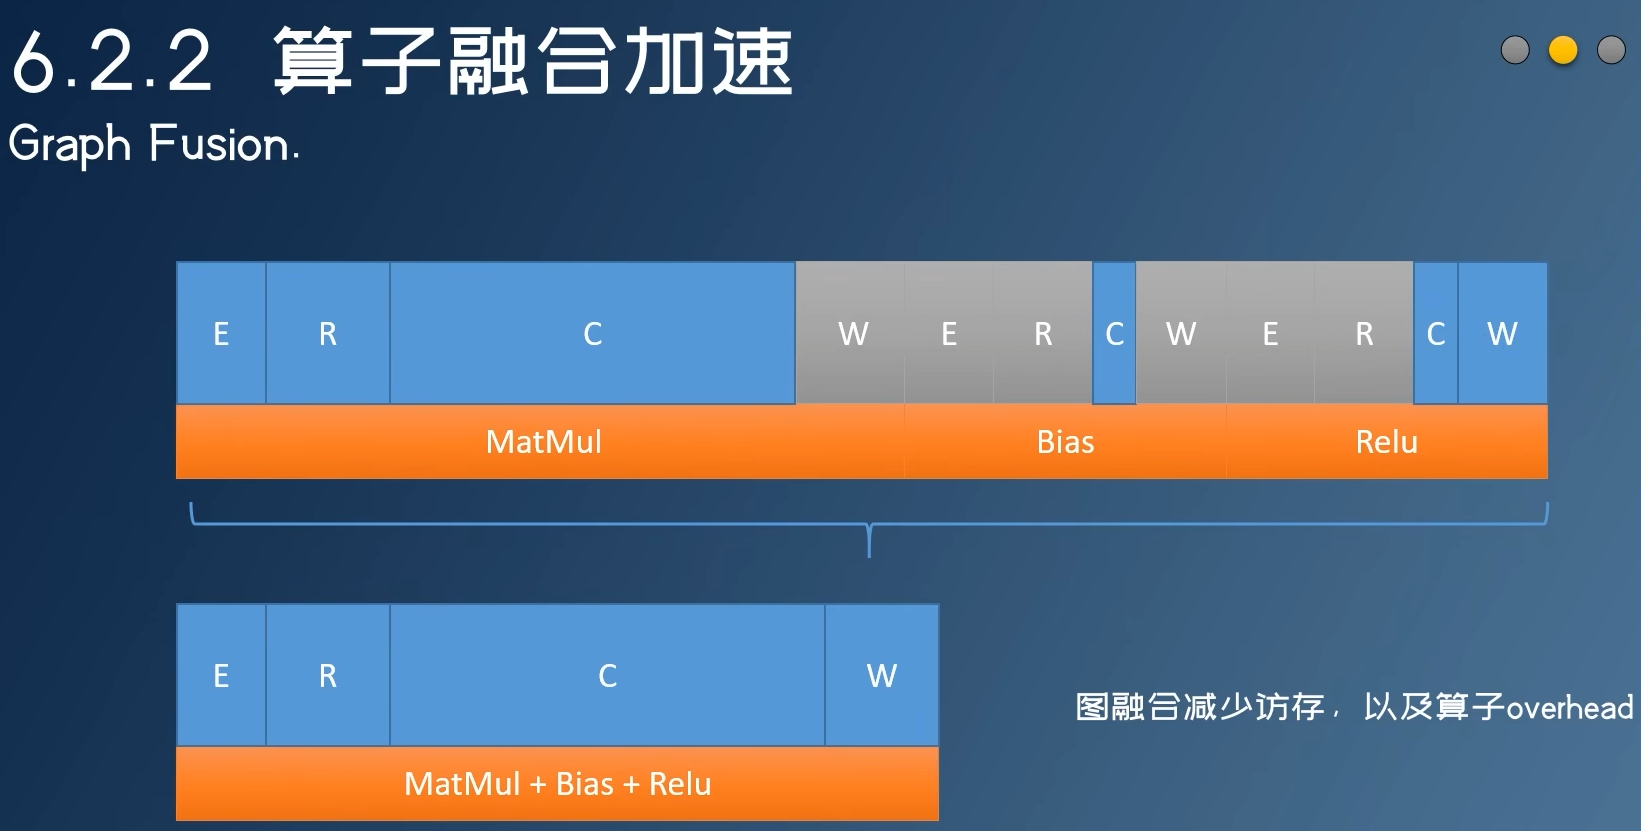 6.2.2 算子融合加速
Graph Fusion.
E R C W E R C W E R C W
MatMul Bias Relu
E R C W
图融合减少访存，以及算子overhead
MatMul + Bias + Relu